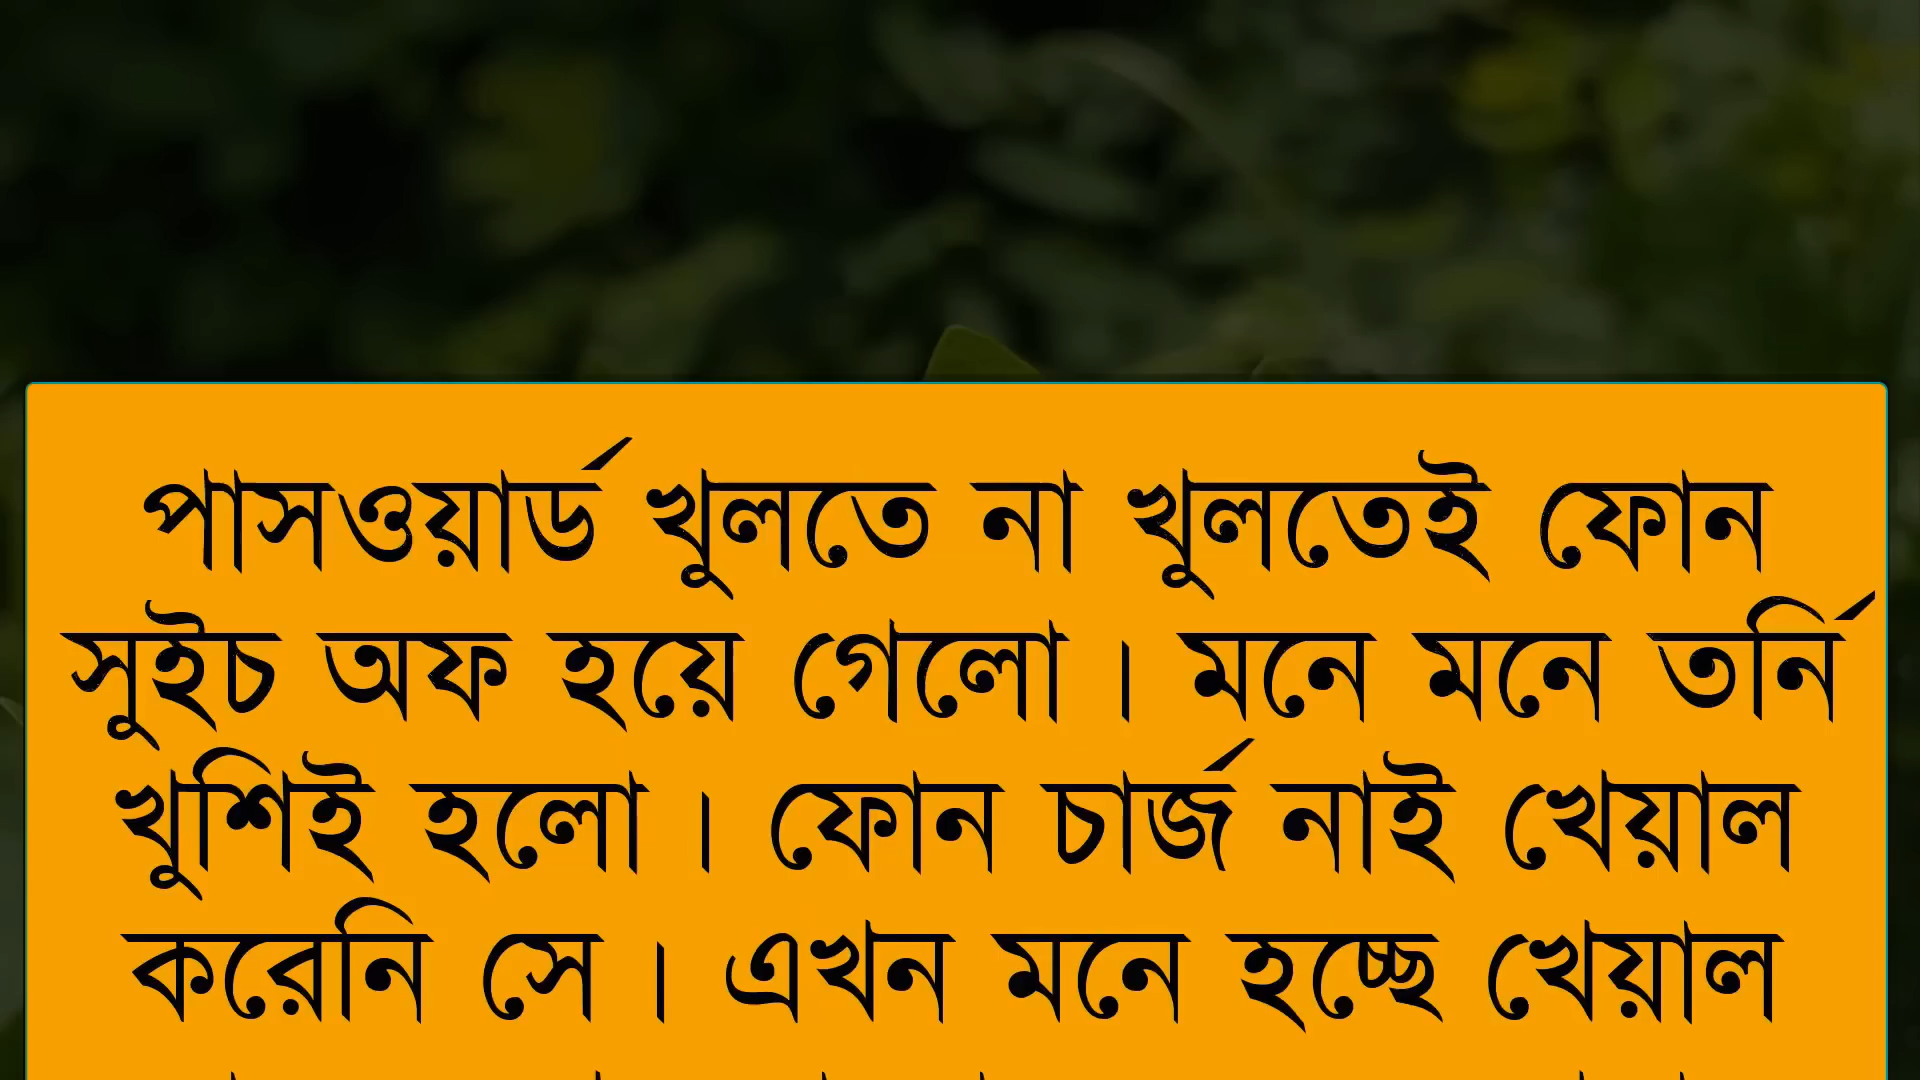 পাসওয়ার্ড খুলতে না খুলতেই ফোন
সুইচ অফ হয়ে গেলো । মনে মনে তর্নি
খুশিই হলো । ফোন চার্জ নাই খেয়াল
করেনি সে । এখন মনে হচ্ছে খেয়াল